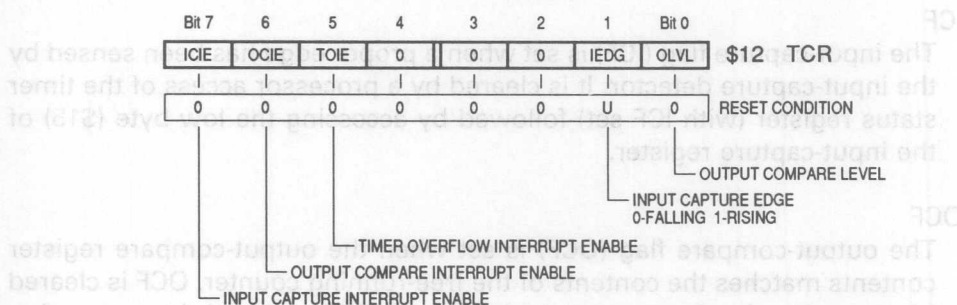 Bit 7 6 5 4 3 2 1 Bit 0
ICIE OCIE TOIE 0 0 0 IEDG OLVL $12 TCR
0 0 0 0 0 0 U 0 RESET CONDITION
OUTPUT COMPARE LEVEL
INPUT CAPTURE EDGE
0-FALLING 1-RISING
TIMER OVERFLOW INTERRUPT ENABLE
OUTPUT COMPARE INTERRUPT ENABLE
INPUT CAPTURE INTERRUPT ENABLE